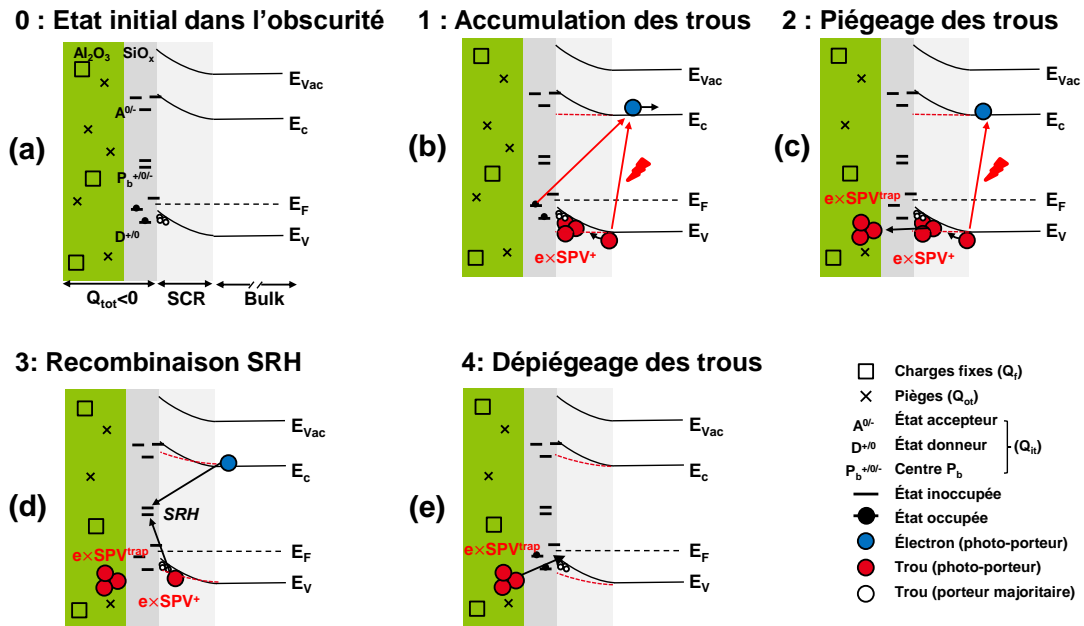 0 : Etat initial dans l'obscurité
1 : Accumulation des trous
2 : Piégeage des trous
(a)
Al2O3 SiOx
A0/-
Pb+/0/-
D+/0
EVac
Ec
EF
EV
Qtot<0
SCR
Bulk
(b)
EVac
Ec
EF
EV
e×SPV+
(c)
EVac
Ec
EF
EV
e×SPVtrap
e×SPV+
3: Recombinaison SRH
4: Dépiégeage des trous
(d)
EVac
Ec
SRH
EF
e×SPVtrap
EV
e×SPV+
(e)
EVac
Ec
EF
e×SPVtrap
EV
Charges fixes (Qf)
Pièges (Qot)
A0/- État accepteur
D+/0 État donneur
(Qit)
Pb+/0/- Centre Pb
État inoccupée
État occupée
Électron (photo-porteur)
Trou (photo-porteur)
Trou (porteur majoritaire)